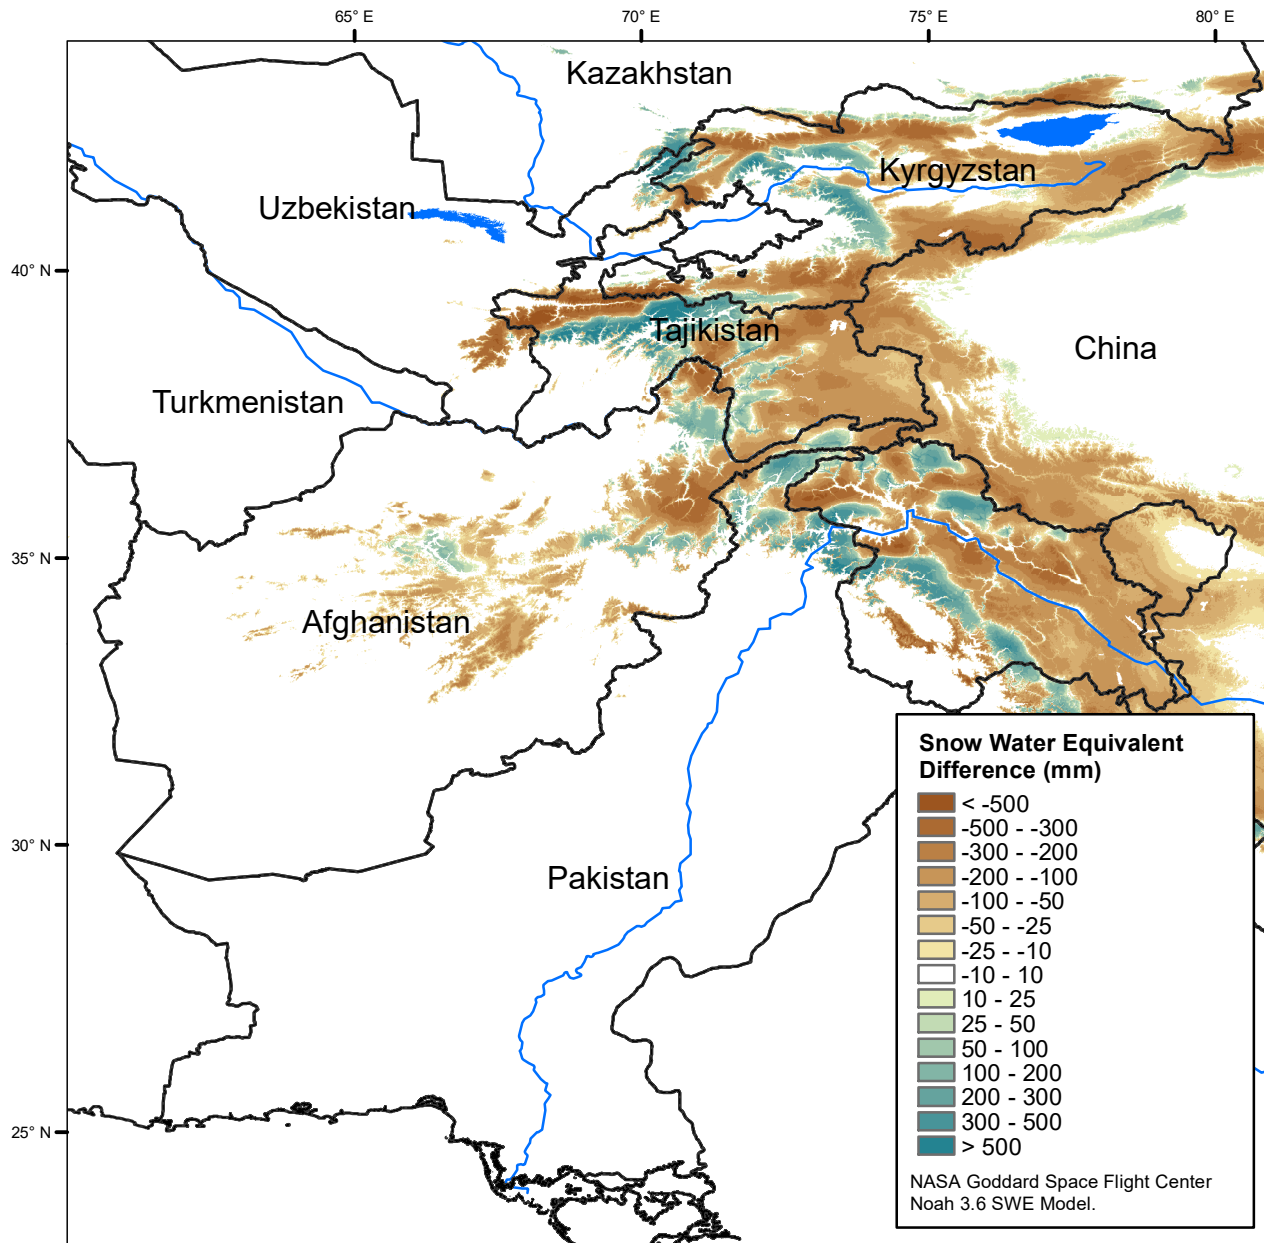 65° E
70° E
75° E
80° E
Kazakhstan
Kyrgyzstan
Uzbekistan
40° N
Tajikistan
China
Turkmenistan
35° N
Afghanistan
Snow Water Equivalent
Difference (mm)
< -500
-500 - -300
-300 - -200
-200 - -100
-100 - -50
-50 - -25
-25 - -10
-10 - 10
10 - 25
25 - 50
50 - 100
100 - 200
200 - 300
300 - 500
> 500
NASA Goddard Space Flight Center
Noah 3.6 SWE Model.
30° N
Pakistan
25° N